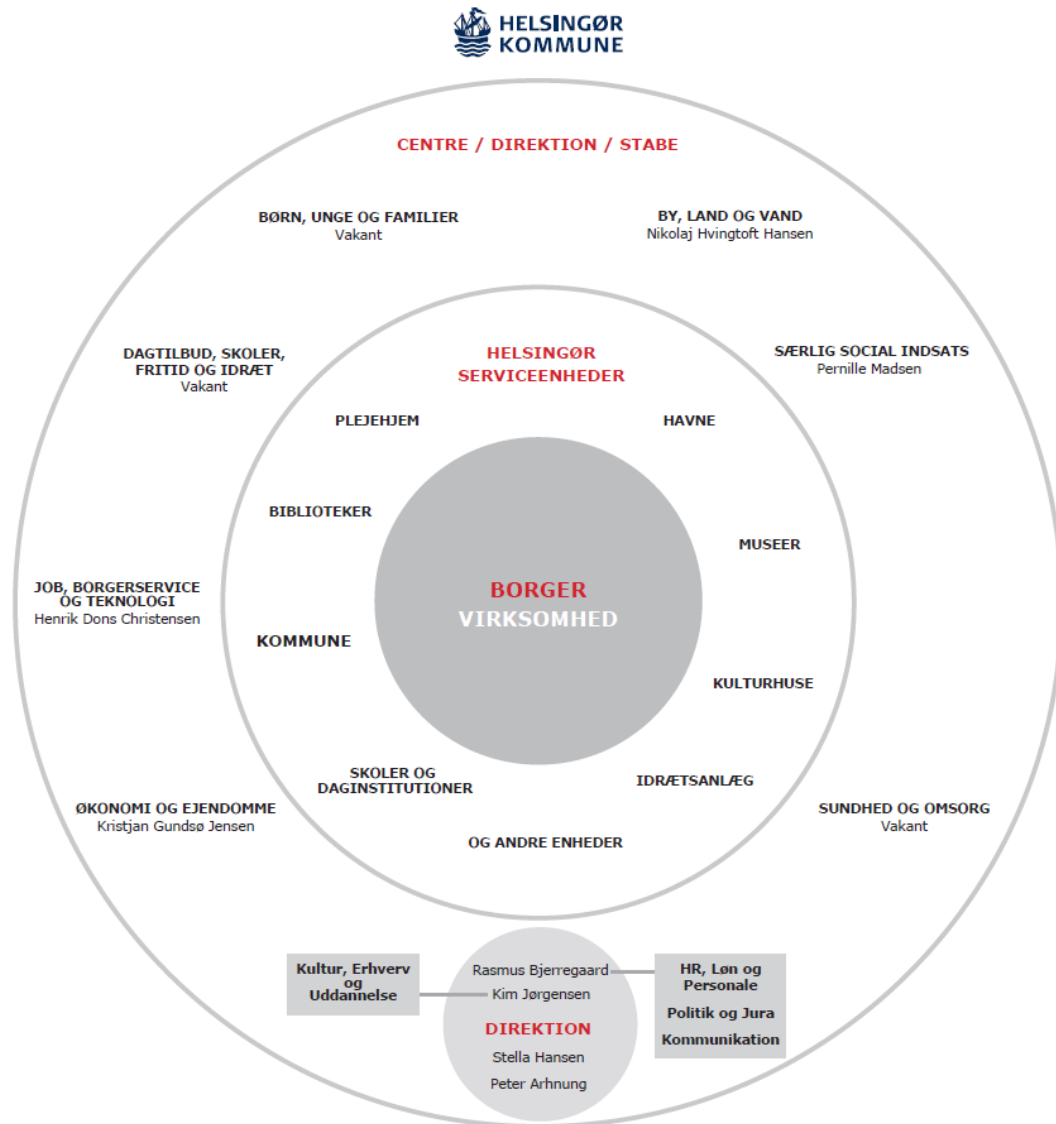 HELSINGØR
KOMMUNE
CENTRE / DIREKTION / STABE
BØRN, UNGE OG FAMILIER
Vakant
BY, LAND OG VAND
Nikolaj Hvingtoft Hansen
DAGTILBUD, SKOLER,
FRITID OG IDRÆT
Vakant
HELSINGØR
SERVICEENHEDER
SÆRLIG SOCIAL INDSATS
Pernille Madsen
PLEJEHJEM
HAVNE
BIBLIOTEKER
MUSEER
JOB, BORGERSERVICE
OG TEKNOLOGI
Henrik Dons Christensen
BORGER
VIRKSOMHED
KOMMUNE
KULTURHUSE
SKOLER OG
DAGINSTITUTIONER
IDRÆTSANLÆG
ØKONOMI OG EJENDOMME
Kristjan Gundsø Jensen
SUNDHED OG OMSORG
Vakant
OG ANDRE ENHEDER
Kultur, Erhverv
og
Uddannelse
Rasmus Bjerregaard
Kim Jørgensen
DIREKTION
Stella Hansen
Peter Arhnung
HR, Løn og
Personale
Politik og Jura
Kommunikation